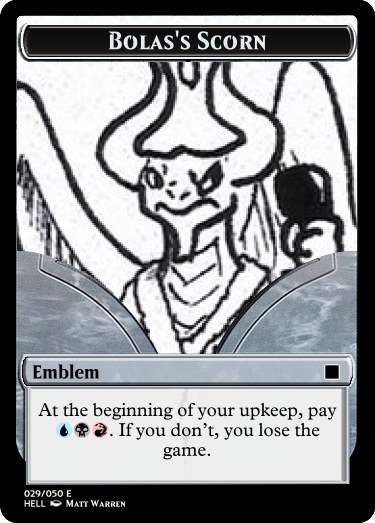 Bolas's Scorn
Emblem
At the beginning of your upkeep, pay
. If you don't, you lose the
game.
029/050 E
HELL Matt Warren